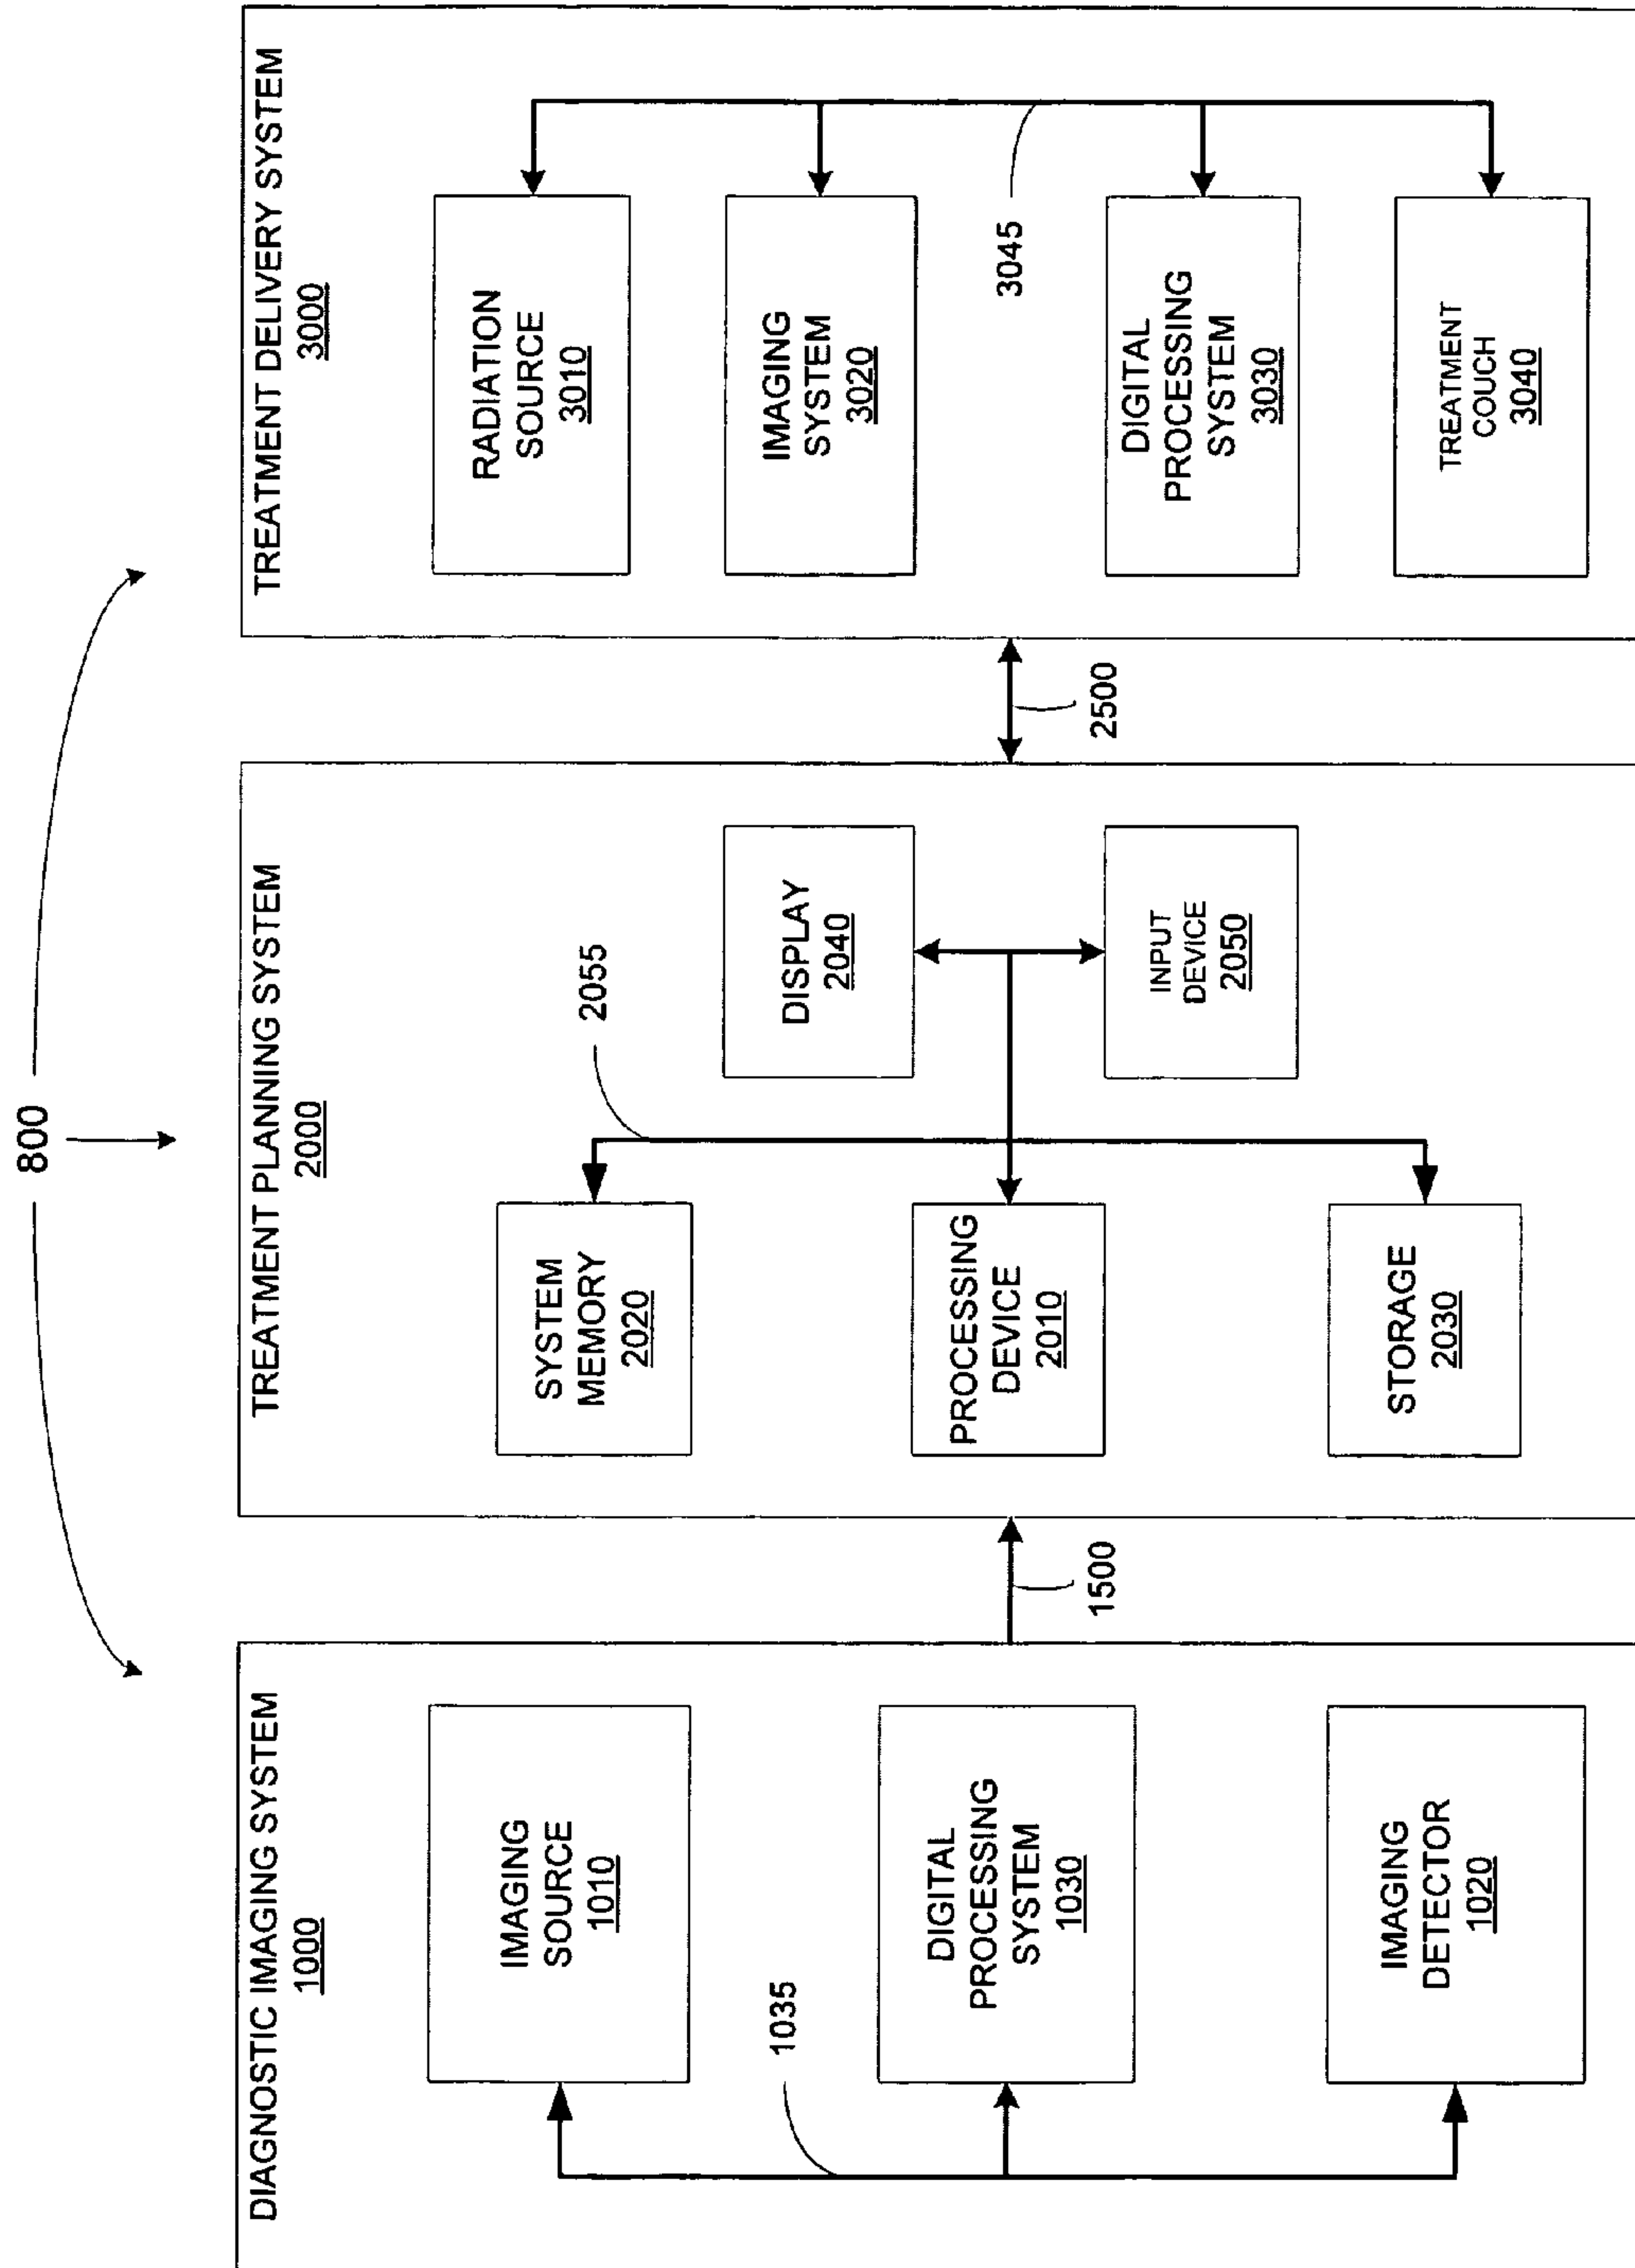 800
DIAGNOSTIC IMAGING SYSTEM
1000
IMAGING
SOURCE
1010
1035
DIGITAL
PROCESSING
SYSTEM
1030
IMAGING
DETECTOR
1020
1500
TREATMENT PLANNING SYSTEM
2000
2055
SYSTEM
MEMORY
2020
DISPLAY
2040
PROCESSING
DEVICE
2010
INPUT
DEVICE
2050
STORAGE
2030
2500
TREATMENT DELIVERY SYSTEM
3000
RADIATION
SOURCE
3010
IMAGING
SYSTEM
3020
3045
DIGITAL
PROCESSING
SYSTEM
3030
TREATMENT
COUCH
3040